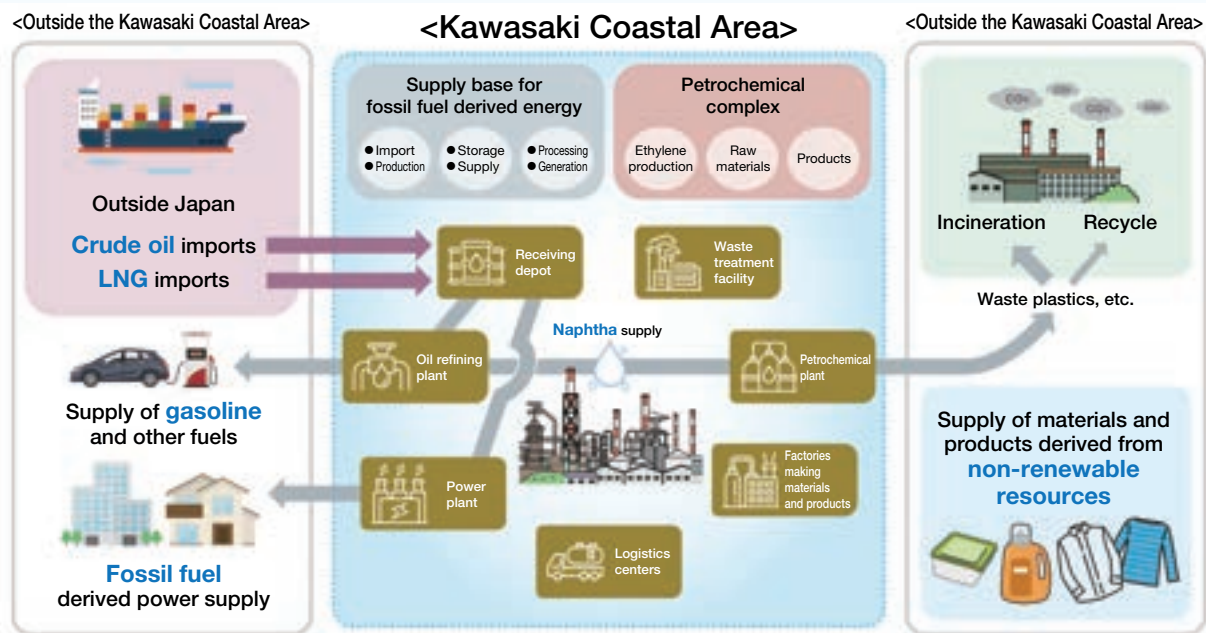 <Outside the Kawasaki Coastal Area>
Outside Japan
Crude oil imports
LNG imports
Supply of gasoline
and other fuels
Fossil fuel
derived power supply
<Kawasaki Coastal Area>
Supply base for
fossil fuel derived energy
● Import
● Production
● Storage
● Supply
● Processing
● Generation
Petrochemical
complex
Ethylene
production
Raw
materials
Products
Receiving
depot
Waste
treatment
facility
Naphtha supply
Oil refining
plant
Petrochemical
plant
Power
plant
Factories
making
materials
and products
Logistics
centers
<Outside the Kawasaki Coastal Area>
CO₂
CO₂
Incineration
Recycle
Waste plastics, etc.
Supply of materials and
products derived from
non-renewable
resources